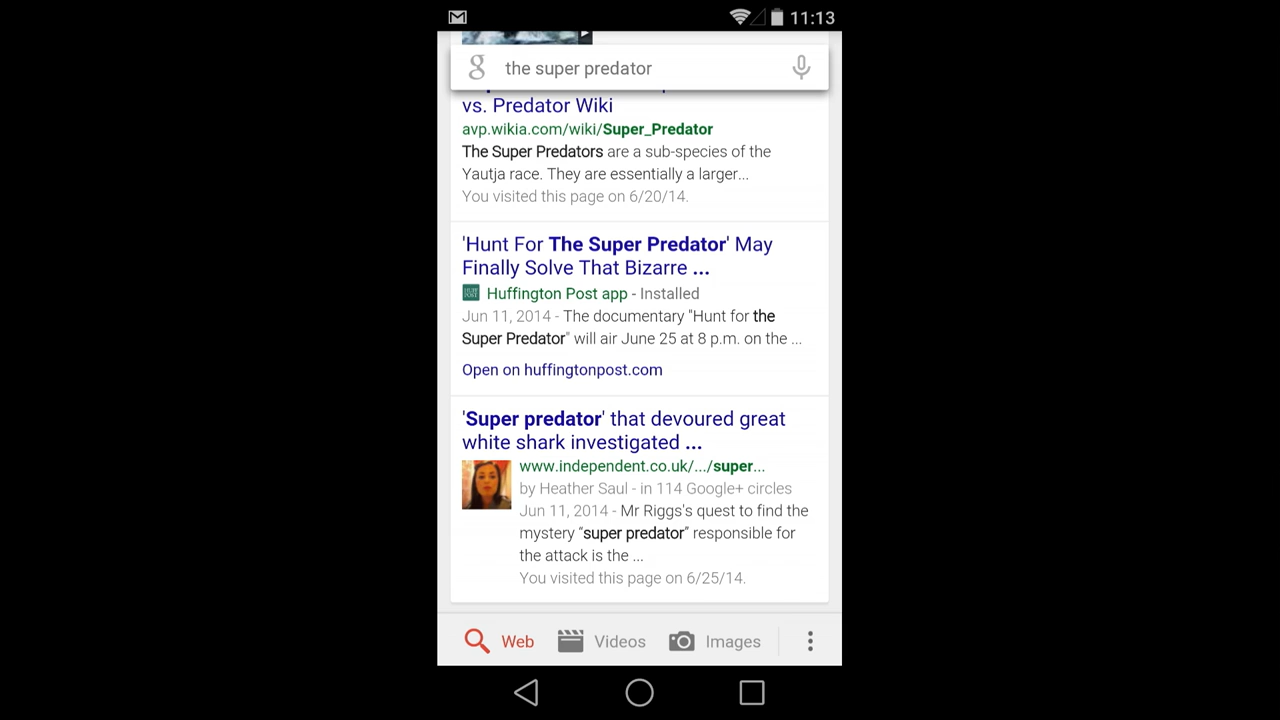 11:13
the super predator
vs. Predator Wiki
avp.wikia.com/wiki/Super_Predator
The Super Predators are a sub-species of the
Yautja race. They are essentially a larger...
You visited this page on 6/20/14.
'Hunt For The Super Predator' May
Finally Solve That Bizarre ...
Huffington Post app - Installed
Jun 11, 2014 - The documentary "Hunt for the
Super Predator" will air June 25 at 8 p.m. on the ...
Open on huffingtonpost.com
'Super predator' that devoured great
white shark investigated ...
www.independent.co.uk/.../super...
by Heather Saul - in 114 Google+ circles
Jun 11, 2014 - Mr Riggs's quest to find the
mystery “super predator” responsible for
the attack is the ...
You visited this page on 6/25/14.
Web Videos Images